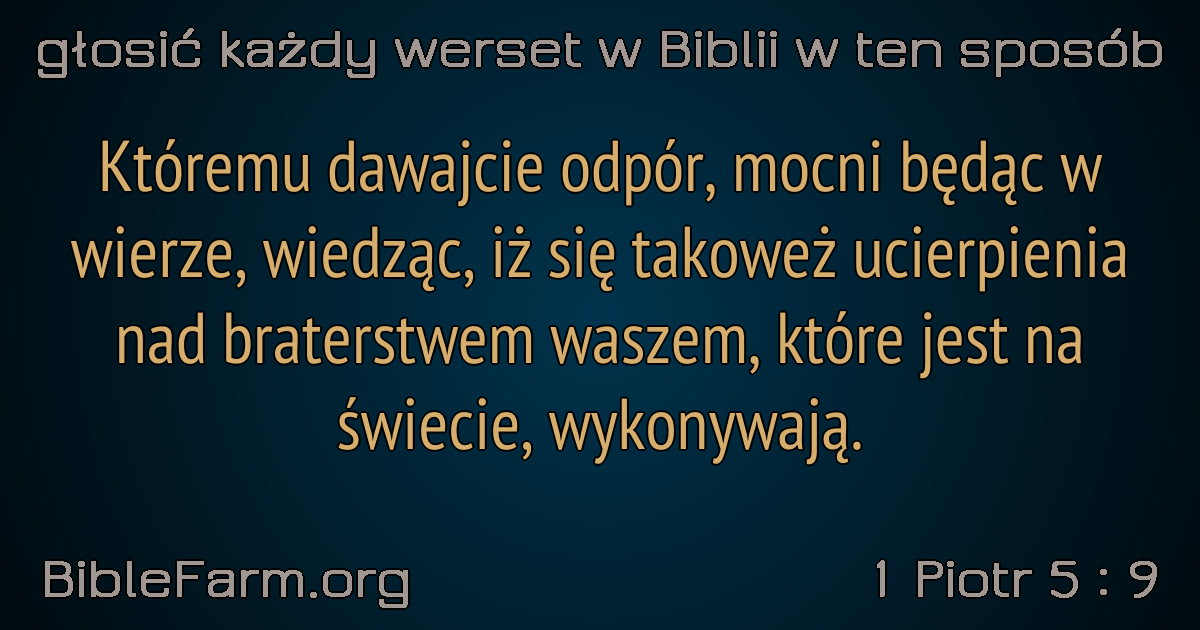 głosić każdy werset w Biblii w ten sposób
Któremu dawajcie odpór, mocni będąc w
wierze, wiedząc, iż się takoweż ucierpienia
nad braterstwem waszem, które jest na
świecie, wykonywają.
BibleFarm.org
1 Piotr 5 : 9